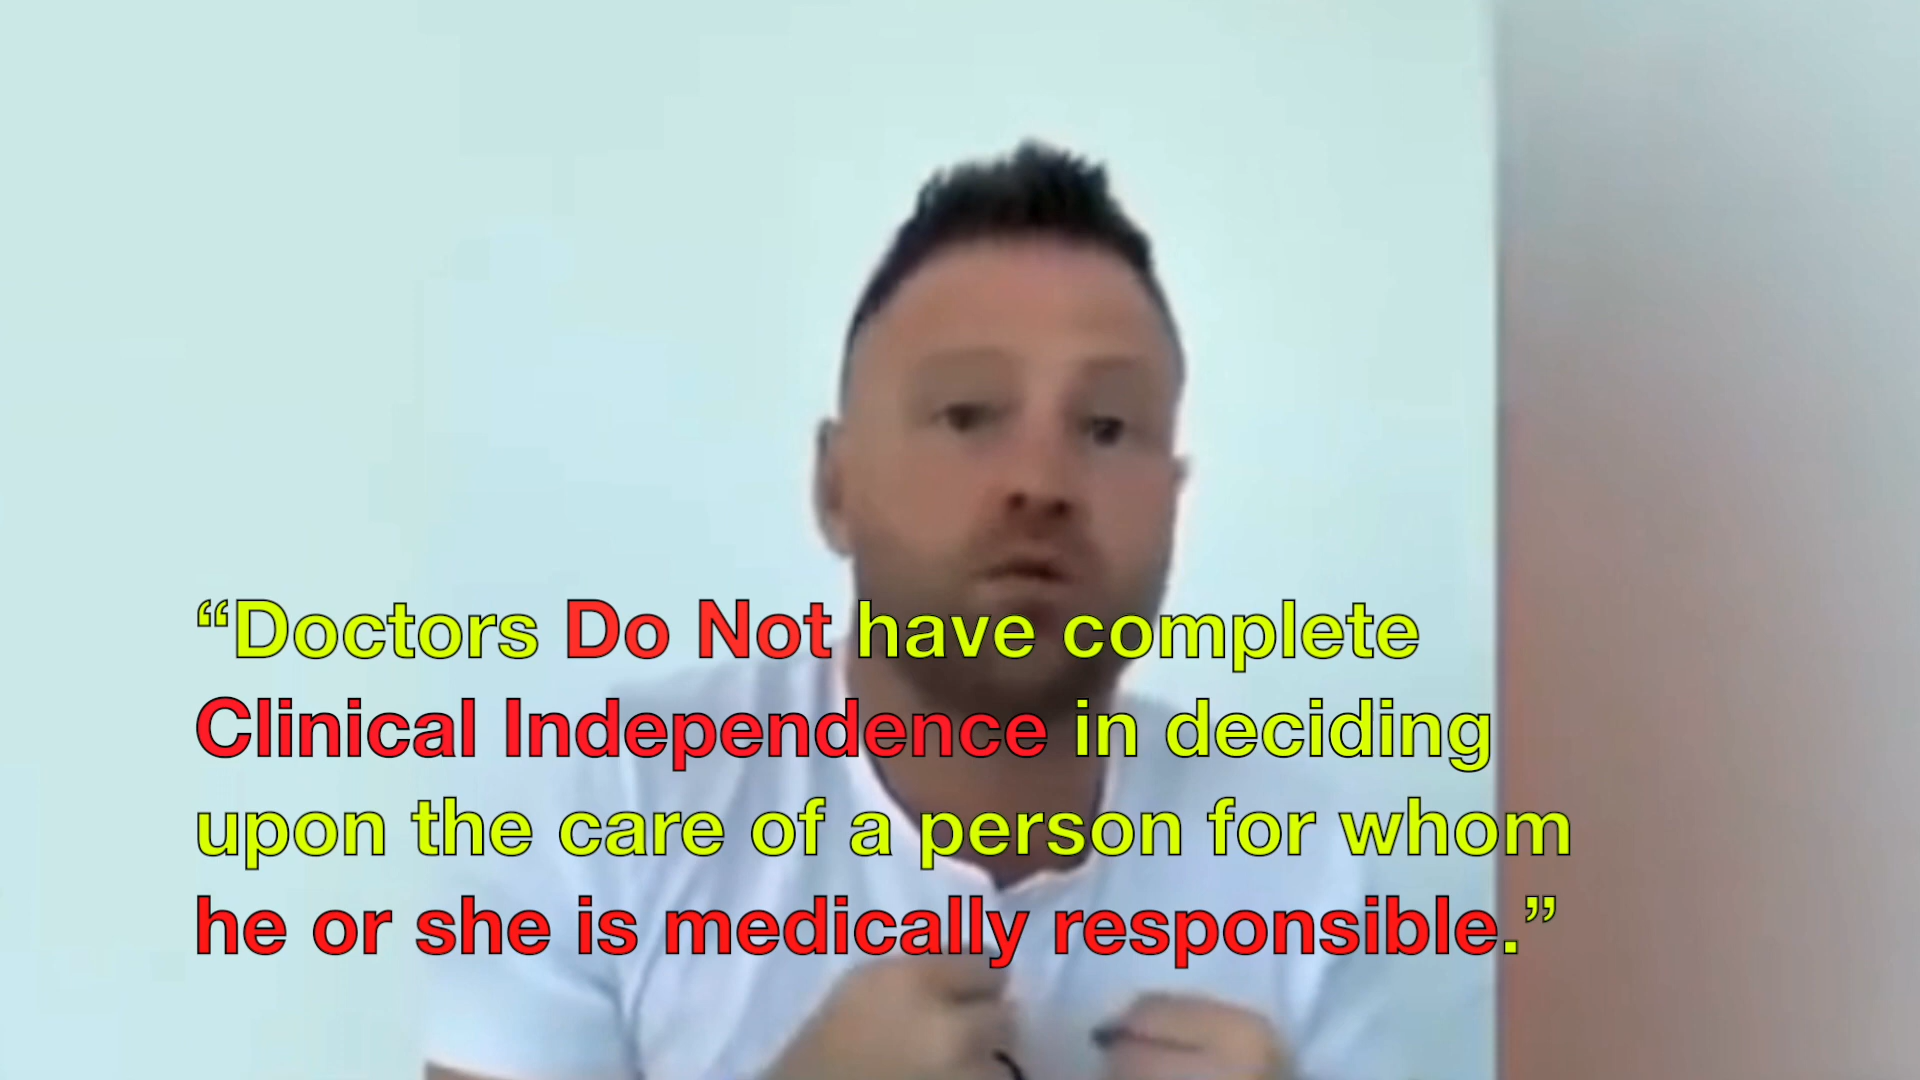 “Doctors Do Not have complete
Clinical Independence in deciding
upon the care of a person for whom
he or she is medically responsible.”